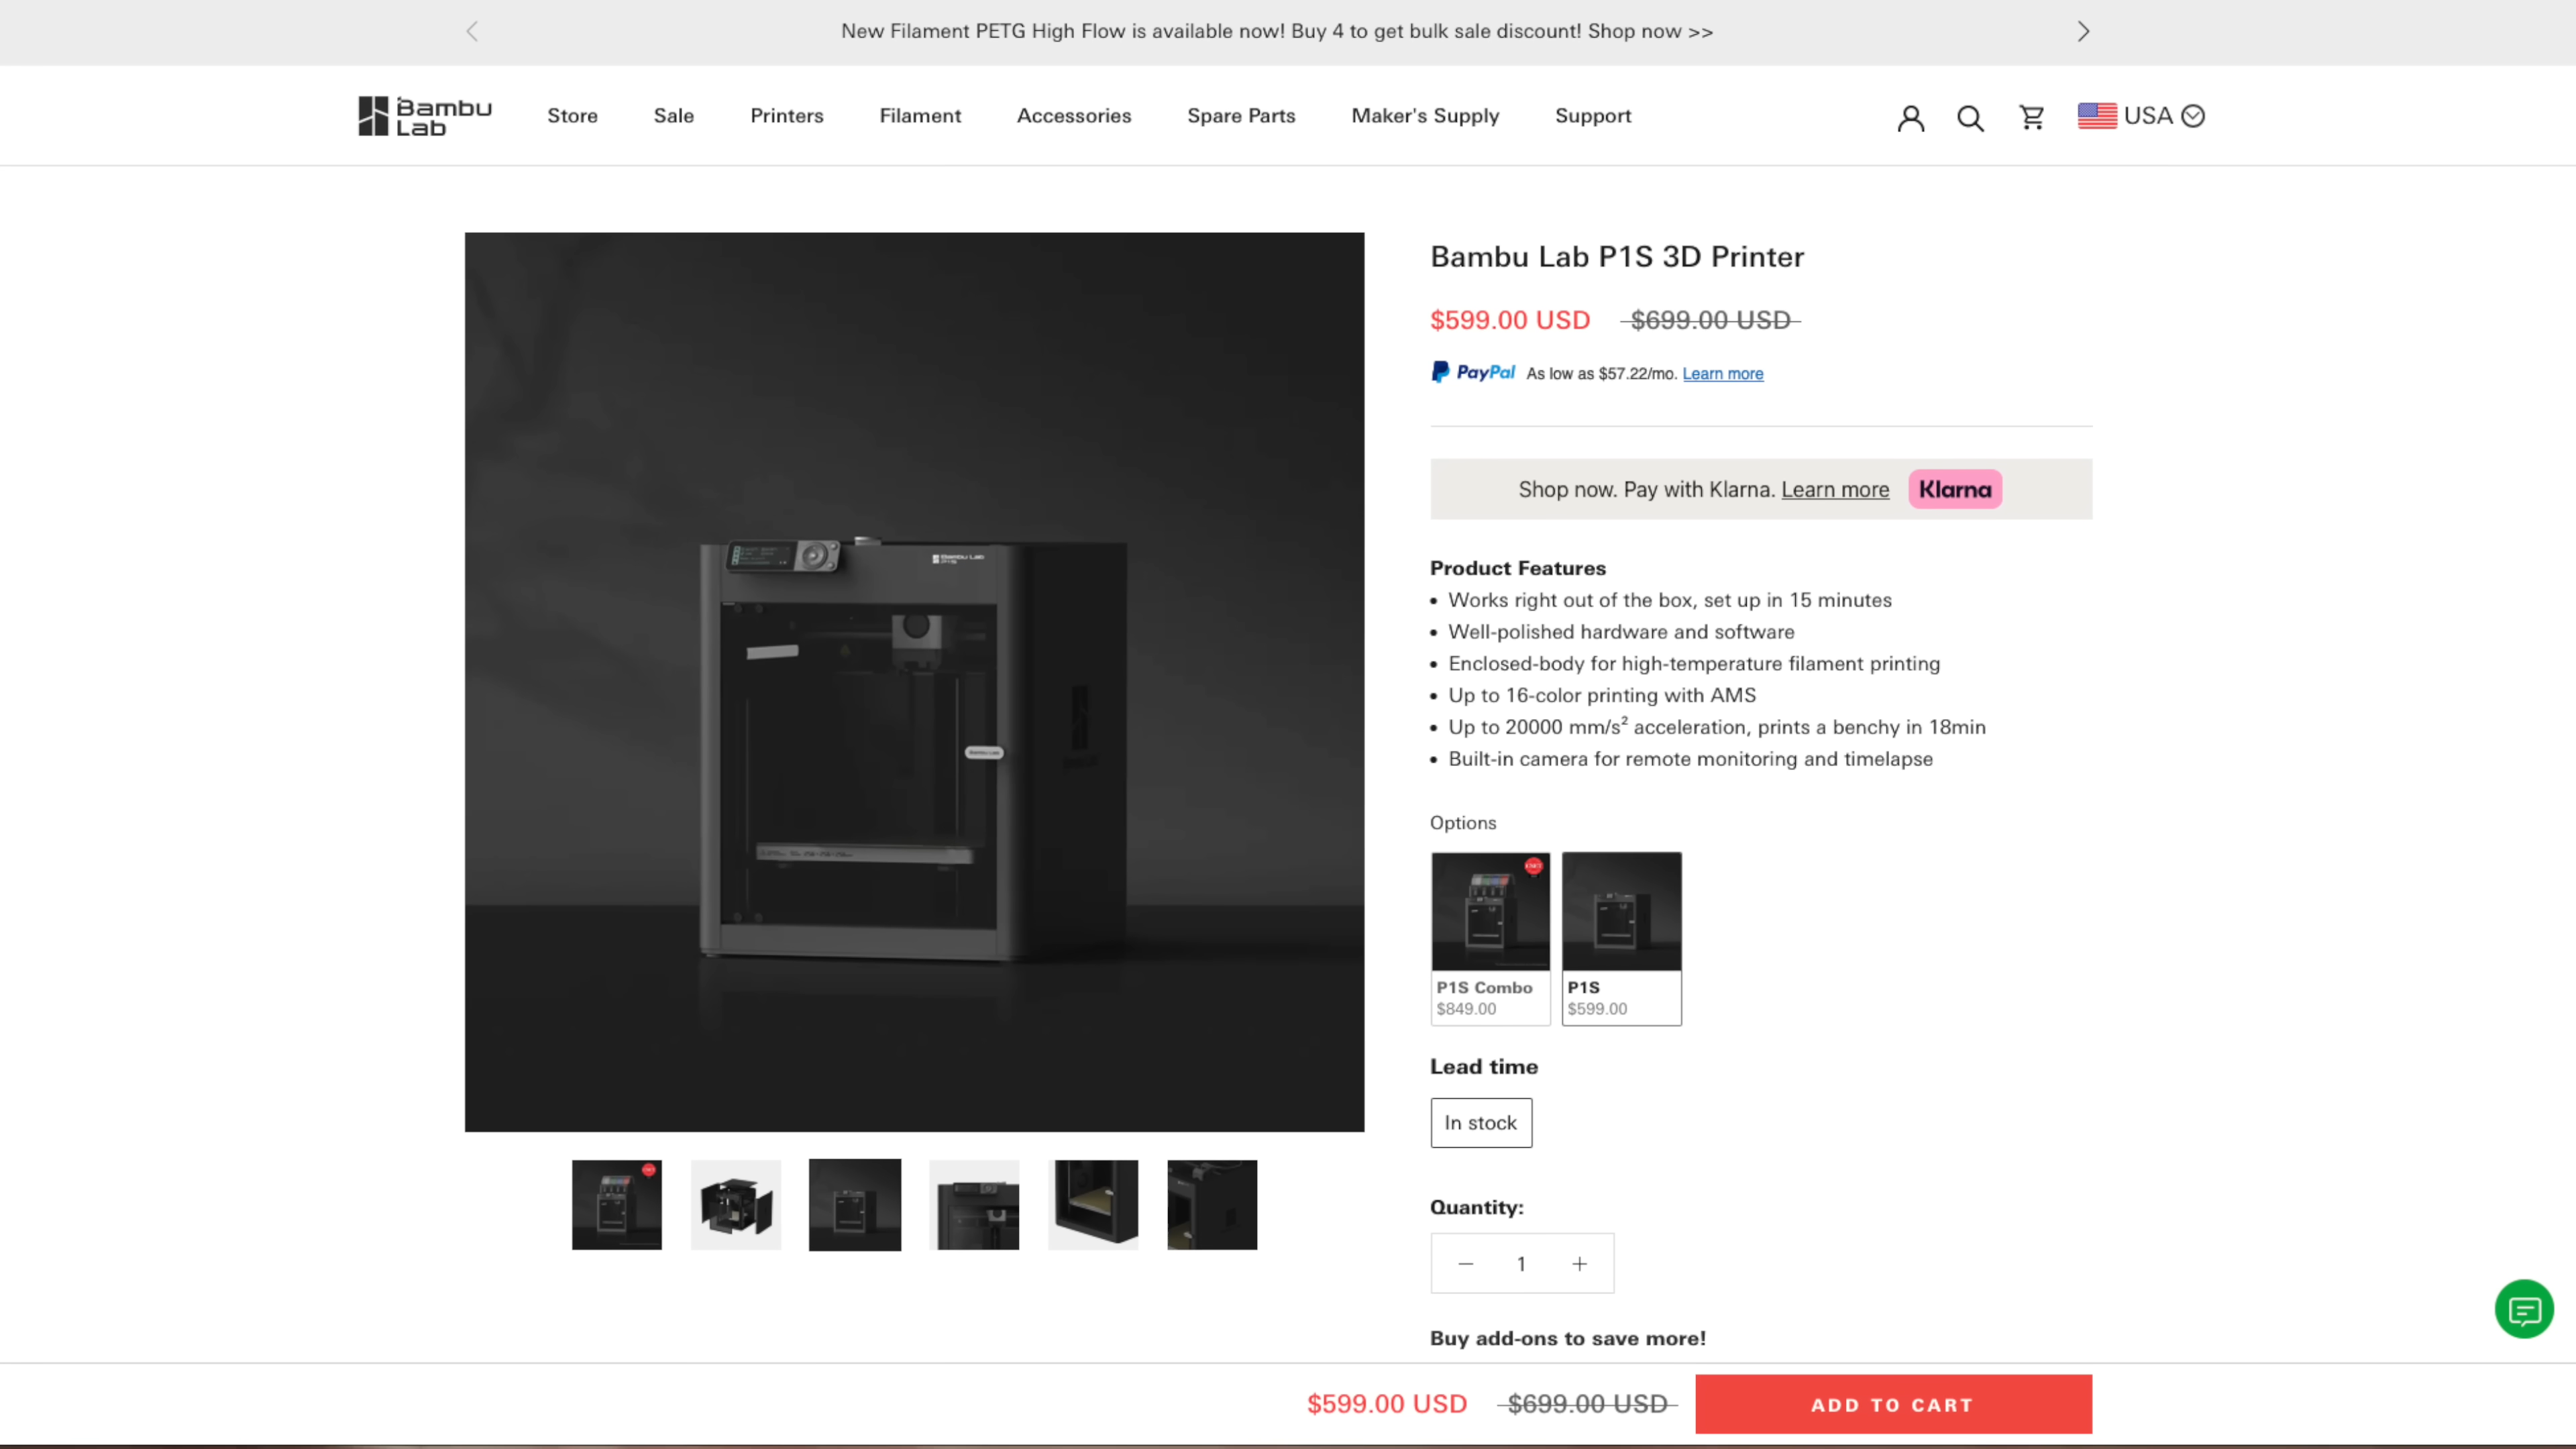 New Filament PETG High Flow is available now! Buy 4 to get bulk sale discount! Shop now >>
Bambu
Lab
Store
Sale
Printers
Filament
Accessories
Spare Parts
Maker's Supply
Support
USA
Bambu Lab P1S 3D Printer
$599.00 USD $699.00 USD
PayPal As low as $57.22/mo. Learn more
Shop now. Pay with Klarna. Learn more Klarna
Product Features
• Works right out of the box, set up in 15 minutes
• Well-polished hardware and software
• Enclosed-body for high-temperature filament printing
• Up to 16-color printing with AMS
• Up to 20000 mm/s² acceleration, prints a benchy in 18min
• Built-in camera for remote monitoring and timelapse
Bambu Lab
P1S
Options
P1S Combo
$849.00
P1S
$599.00
Lead time
In stock
Quantity:
− 1 +
Buy add-ons to save more!
$599.00 USD $699.00 USD
ADD TO CART